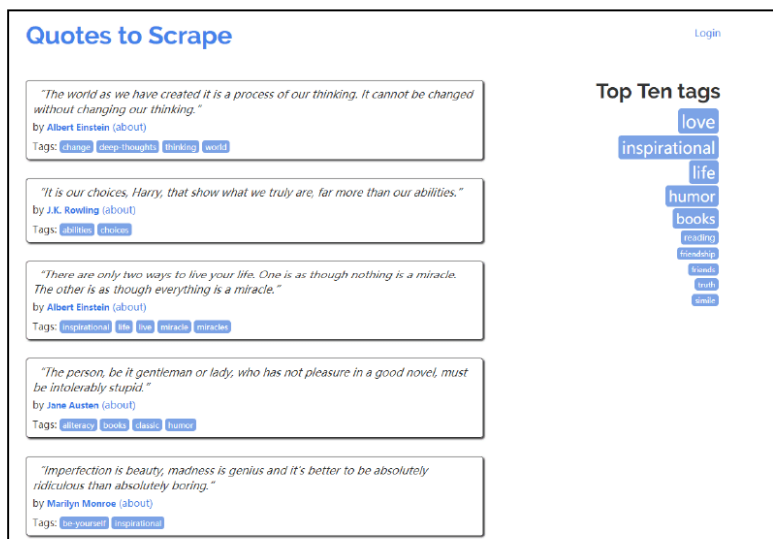 Quotes to Scrape
Login
“The world as we have created it is a process of our thinking. It cannot be changed
without changing our thinking.”
by Albert Einstein (about)
Tags: change deep-thoughts thinking world
“It is our choices, Harry, that show what we truly are, far more than our abilities.”
by J.K. Rowling (about)
Tags: abilities choices
“There are only two ways to live your life. One is as though nothing is a miracle.
The other is as though everything is a miracle.”
by Albert Einstein (about)
Tags: inspirational life live miracle miracles
“The person, be it gentleman or lady, who has not pleasure in a good novel, must
be intolerably stupid.”
by Jane Austen (about)
Tags: aliteracy books classic humor
“Imperfection is beauty, madness is genius and it's better to be absolutely
ridiculous than absolutely boring.”
by Marilyn Monroe (about)
Tags: be-yourself inspirational
Top Ten tags
love
inspirational
life
humor
books
reading
friendship
friends
truth
simile